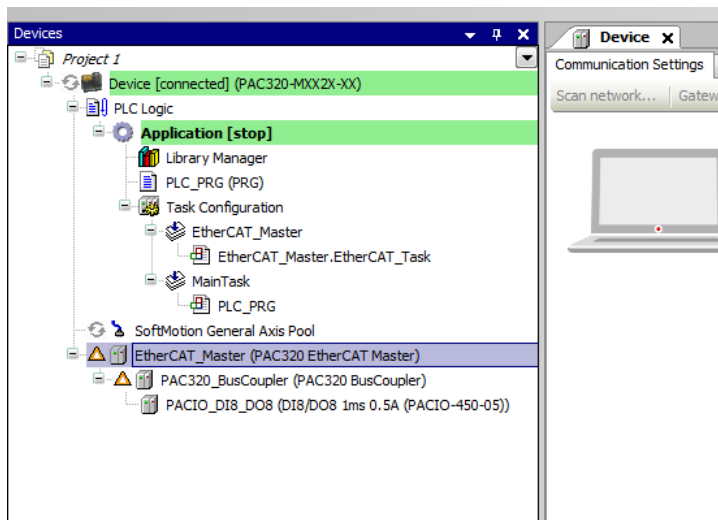 Devices
Project 1
Device [connected] (PAC320-MXX2X-XX)
PLC Logic
Application [stop]
Library Manager
PLC_PRG (PRG)
Task Configuration
EtherCAT_Master
EtherCAT_Master.EtherCAT_Task
MainTask
PLC_PRG
SoftMotion General Axis Pool
EtherCAT_Master (PAC320 EtherCAT Master)
PAC320_BusCoupler (PAC320 BusCoupler)
PACIO_DI8_DO8 (DI8/DO8 1ms 0.5A (PACIO-450-05))
Device
Communication Settings
Scan network... Gatew